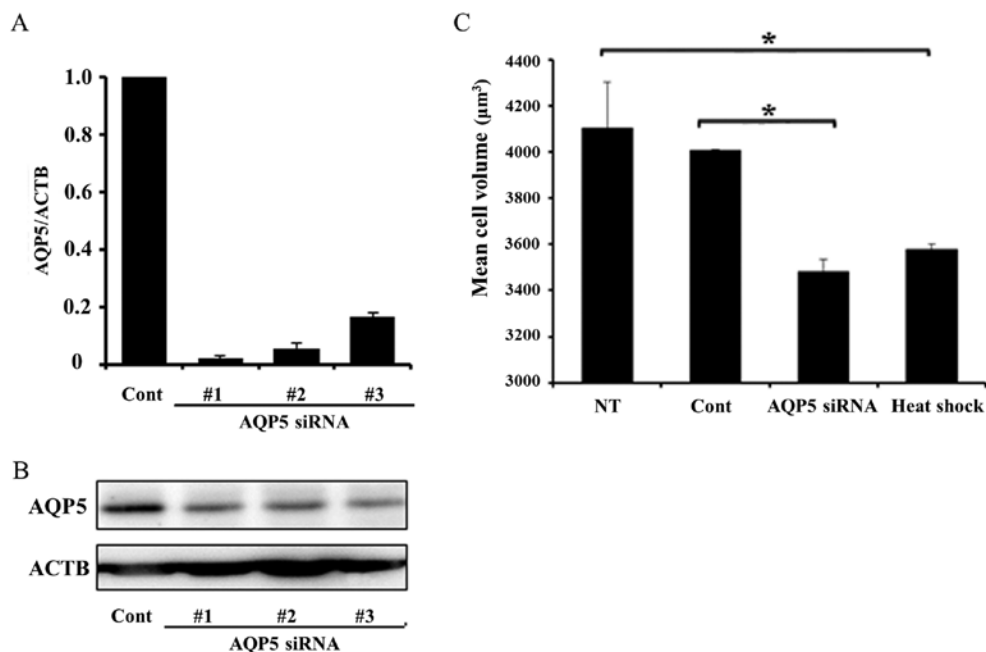 A
1.0
0.8
0.6
0.4
0.2
0
AQP5/ACTB
Cont
#1
#2
#3
AQP5 siRNA
B
AQP5
ACTB
Cont
#1
#2
#3
AQP5 siRNA
C
*
*
4400
4200
4000
3800
3600
3400
3200
3000
Mean cell volume (μm³)
NT
Cont
AQP5 siRNA
Heat shock